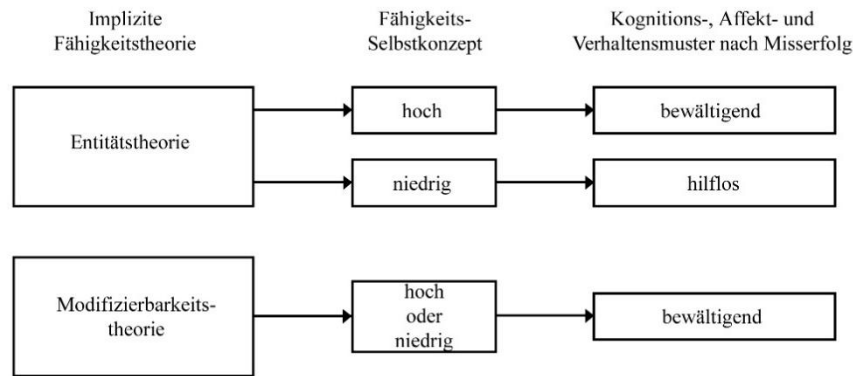 Implizite
Fähigkeitstheorie
Fähigkeits-
Selbstkonzept
Kognitions-, Affekt- und
Verhaltensmuster nach Misserfolg
Entitätstheorie
hoch
bewältigend
niedrig
hilflos
Modifizierbarkeits-
theorie
hoch
oder
niedrig
bewältigend